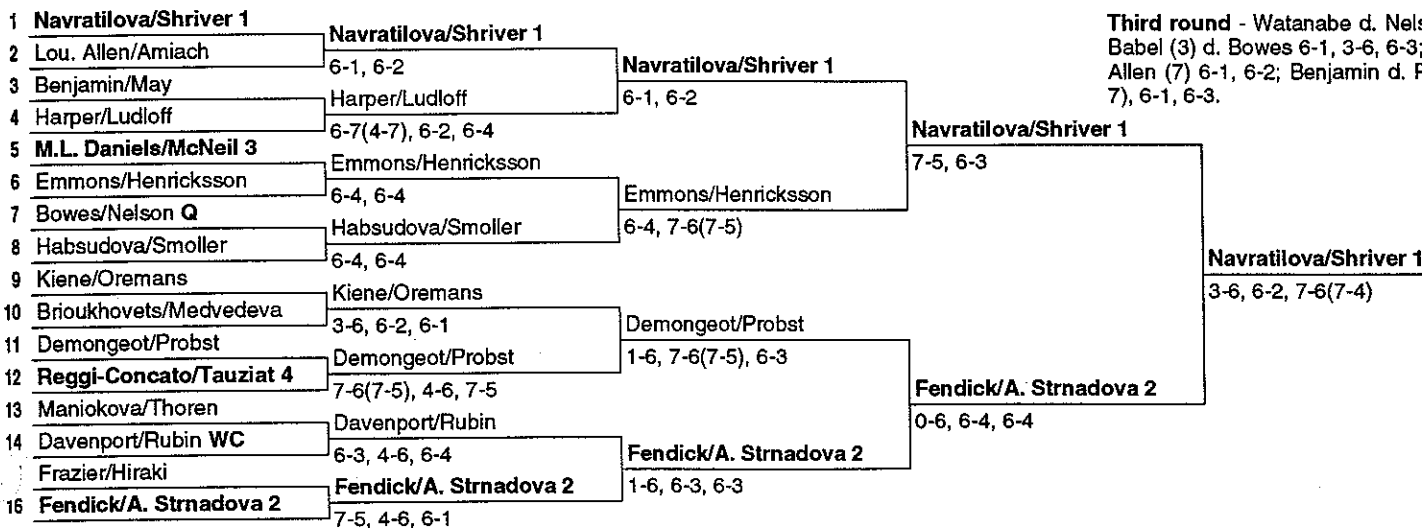 1 Navratilova/Shriver 1
2 Lou. Allen/Amiach
3 Benjamin/May
4 Harper/Ludloff
5 M.L. Daniels/McNeil 3
6 Emmons/Henricksson
7 Bowes/Nelson Q
8 Habsudova/Smoller
9 Kiene/Oremans
10 Brioukhovets/Medvedeva
11 Demongeot/Probst
12 Reggi-Concato/Tauziat 4
13 Maniokova/Thoren
14 Davenport/Rubin WC
Frazier/Hiraki
16 Fendick/A. Strnadova 2
Navratilova/Shriver 1
6-1, 6-2
Harper/Ludloff
6-7(4-7), 6-2, 6-4
Emmons/Henricksson
6-4, 6-4
Habsudova/Smoller
6-4, 6-4
Kiene/Oremans
3-6, 6-2, 6-1
Demongeot/Probst
7-6(7-5), 4-6, 7-5
Davenport/Rubin
6-3, 4-6, 6-4
Fendick/A. Strnadova 2
7-5, 4-6, 6-1
Navratilova/Shriver 1
6-1, 6-2
Emmons/Henricksson
6-4, 7-6(7-5)
Demongeot/Probst
1-6, 7-6(7-5), 6-3
Fendick/A. Strnadova 2
1-6, 6-3, 6-3
Navratilova/Shriver 1
7-5, 6-3
Fendick/A. Strnadova 2
0-6, 6-4, 6-4
Navratilova/Shriver 1
3-6, 6-2, 7-6(7-4)
Third round - Watanabe d. Nels
Babel (3) d. Bowes 6-1, 3-6, 6-3;
Allen (7) 6-1, 6-2; Benjamin d.
7), 6-1, 6-3.